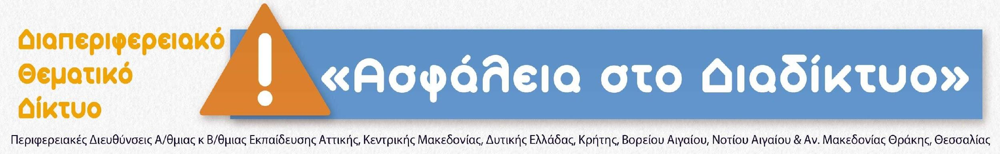 Διαπεριφερειακό
Θεματικό
Δίκτυο
!
«Ασφάλεια στο Διαδίκτυο»
Περιφερειακές Διευθύνσεις Α/θμιας κ Β/θμιας Εκπαίδευσης Αττικής, Κεντρικής Μακεδονίας, Δυτικής Ελλάδας, Κρήτης, Βορείου Αιγαίου, Νοτίου Αιγαίου & Αν. Μακεδονίας Θράκης, Θεσσαλίας